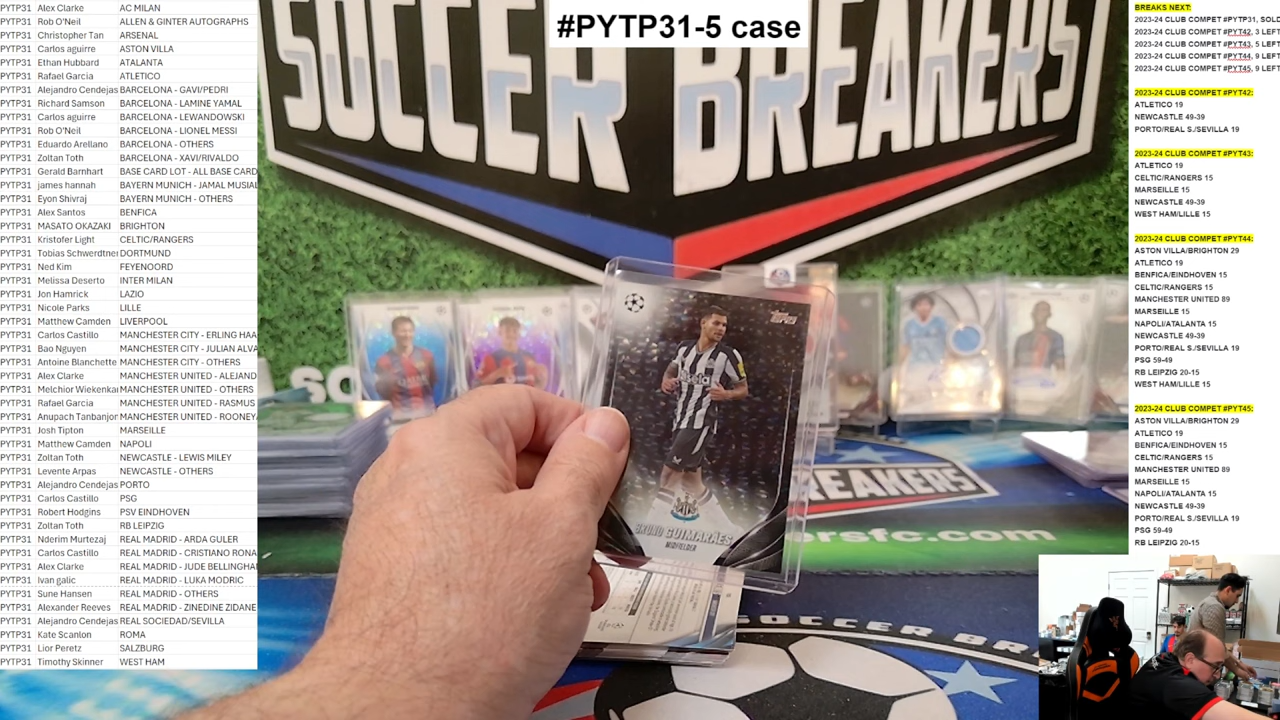 #PYTP31-5 case
PYTP31 Alex Clarke AC MILAN
PYTP31 Rob O'Neil ALLEN & GINTER AUTOGRAPHS
PYTP31 Christopher Tan ARSENAL
PYTP31 Carlos aguirre ASTON VILLA
PYTP31 Ethan Hubbard ATALANTA
PYTP31 Rafael Garcia ATLETICO
PYTP31 Alejandro Cendejas BARCELONA - GAVI/PEDRI
PYTP31 Richard Samson BARCELONA - LAMINE YAMAL
PYTP31 Carlos aguirre BARCELONA - LEWANDOWSKI
PYTP31 Rob O'Neil BARCELONA - LIONEL MESSI
PYTP31 Eduardo Arellano BARCELONA - OTHERS
PYTP31 Zoltan Toth BARCELONA - XAVI/RIVALDO
PYTP31 Gerald Barnhart BASE CARD LOT - ALL BASE CARD
PYTP31 james hannah BAYERN MUNICH - JAMAL MUSIAL
PYTP31 Eyon Shivraj BAYERN MUNICH - OTHERS
PYTP31 Alex Santos BENFICA
PYTP31 MASATO OKAZAKI BRIGHTON
PYTP31 Kristofer Light CELTIC/RANGERS
PYTP31 Tobias Schwerdtner DORTMUND
PYTP31 Ned Kim FEYENOORD
PYTP31 Melissa Deserto INTER MILAN
PYTP31 Jon Hamrick LAZIO
PYTP31 Nicole Parks LILLE
PYTP31 Matthew Camden LIVERPOOL
PYTP31 Carlos Castillo MANCHESTER CITY - ERLING HAA
PYTP31 Bao Nguyen MANCHESTER CITY - JULIAN ALVA
PYTP31 Antoine Blanchette MANCHESTER CITY - OTHERS
PYTP31 Alex Clarke MANCHESTER UNITED - ALEJAND
PYTP31 Melchior Wiekenkar MANCHESTER UNITED - OTHERS
PYTP31 Rafael Garcia MANCHESTER UNITED - RASMUS
PYTP31 Anupach Tanbanjor MANCHESTER UNITED - ROONEY
PYTP31 Josh Tipton MARSEILLE
PYTP31 Matthew Camden NAPOLI
PYTP31 Zoltan Toth NEWCASTLE - LEWIS MILEY
PYTP31 Levente Arpas NEWCASTLE - OTHERS
PYTP31 Alejandro Cendejas PORTO
PYTP31 Carlos Castillo PSG
PYTP31 Robert Hodgins PSV EINDHOVEN
PYTP31 Zoltan Toth RB LEIPZIG
PYTP31 Nderim Murtezaj REAL MADRID - ARDA GULER
PYTP31 Carlos Castillo REAL MADRID - CRISTIANO RONA
PYTP31 Alex Clarke REAL MADRID - JUDE BELLINGHA
PYTP31 Ivan galic REAL MADRID - LUKA MODRIC
PYTP31 Sune Hansen REAL MADRID - OTHERS
PYTP31 Alexander Reeves REAL MADRID - ZINEDINE ZIDANE
PYTP31 Alejandro Cendejas REAL SOCIEDAD/SEVILLA
PYTP31 Kate Scanlon ROMA
PYTP31 Lior Peretz SALZBURG
PYTP31 Timothy Skinner WEST HAM
SOCCER BREAKERS
topps
BRUNO GUIMARÃES
MIDFIELDER
EAKERS
ersfc.com
SOCCER BRE
BREAKS NEXT:
2023-24 CLUB COMPET #PYTP31, SOLD
2023-24 CLUB COMPET #PYT42, 3 LEFT
2023-24 CLUB COMPET #PYT43, 5 LEFT
2023-24 CLUB COMPET #PYT44, 9 LEFT
2023-24 CLUB COMPET #PYT45, 9 LEFT
2023-24 CLUB COMPET #PYT42:
ATLETICO 19
NEWCASTLE 49-39
PORTO/REAL S./SEVILLA 19
2023-24 CLUB COMPET #PYT43:
ATLETICO 19
CELTIC/RANGERS 15
MARSEILLE 15
NEWCASTLE 49-39
WEST HAM/LILLE 15
2023-24 CLUB COMPET #PYT44:
ASTON VILLA/BRIGHTON 29
ATLETICO 19
BENFICA/EINDHOVEN 15
CELTIC/RANGERS 15
MANCHESTER UNITED 89
MARSEILLE 15
NAPOLI/ATALANTA 15
NEWCASTLE 49-39
PORTO/REAL S./SEVILLA 19
PSG 59-49
RB LEIPZIG 20-15
WEST HAM/LILLE 15
2023-24 CLUB COMPET #PYT45:
ASTON VILLA/BRIGHTON 29
ATLETICO 19
BENFICA/EINDHOVEN 15
CELTIC/RANGERS 15
MANCHESTER UNITED 89
MARSEILLE 15
NAPOLI/ATALANTA 15
NEWCASTLE 49-39
PORTO/REAL S./SEVILLA 19
PSG 59-49
RB LEIPZIG 20-15